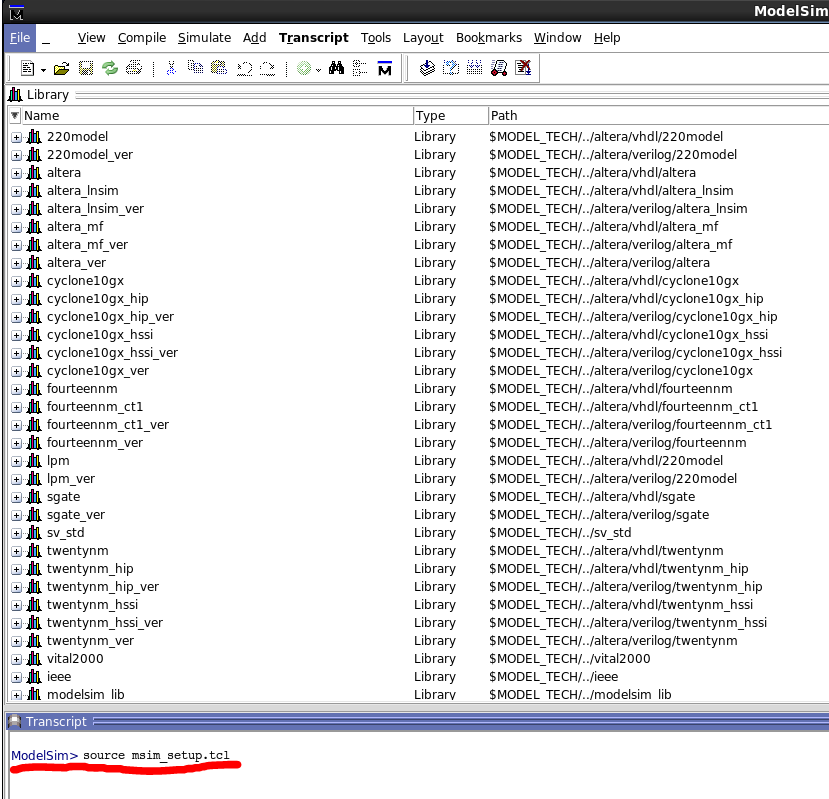 ModelSim
File View Compile Simulate Add Transcript Tools Layout Bookmarks Window Help
Library
Name Type Path
220model Library $MODEL_TECH/../altera/vhdl/220model
220model_ver Library $MODEL_TECH/../altera/verilog/220model
altera Library $MODEL_TECH/../altera/vhdl/altera
altera_lnsim Library $MODEL_TECH/../altera/vhdl/altera_lnsim
altera_lnsim_ver Library $MODEL_TECH/../altera/verilog/altera_lnsim
altera_mf Library $MODEL_TECH/../altera/vhdl/altera_mf
altera_mf_ver Library $MODEL_TECH/../altera/verilog/altera_mf
altera_ver Library $MODEL_TECH/../altera/verilog/altera
cyclone10gx Library $MODEL_TECH/../altera/vhdl/cyclone10gx
cyclone10gx_hip Library $MODEL_TECH/../altera/vhdl/cyclone10gx_hip
cyclone10gx_hip_ver Library $MODEL_TECH/../altera/verilog/cyclone10gx_hip
cyclone10gx_hssi Library $MODEL_TECH/../altera/vhdl/cyclone10gx_hssi
cyclone10gx_hssi_ver Library $MODEL_TECH/../altera/verilog/cyclone10gx_hssi
cyclone10gx_ver Library $MODEL_TECH/../altera/verilog/cyclone10gx
fourteennm Library $MODEL_TECH/../altera/vhdl/fourteennm
fourteennm_ct1 Library $MODEL_TECH/../altera/vhdl/fourteennm_ct1
fourteennm_ct1_ver Library $MODEL_TECH/../altera/verilog/fourteennm_ct1
fourteennm_ver Library $MODEL_TECH/../altera/verilog/fourteennm
lpm Library $MODEL_TECH/../altera/vhdl/220model
lpm_ver Library $MODEL_TECH/../altera/verilog/220model
sgate Library $MODEL_TECH/../altera/vhdl/sgate
sgate_ver Library $MODEL_TECH/../altera/verilog/sgate
sv_std Library $MODEL_TECH/../sv_std
twentynm Library $MODEL_TECH/../altera/vhdl/twentynm
twentynm_hip Library $MODEL_TECH/../altera/vhdl/twentynm_hip
twentynm_hip_ver Library $MODEL_TECH/../altera/verilog/twentynm_hip
twentynm_hssi Library $MODEL_TECH/../altera/vhdl/twentynm_hssi
twentynm_hssi_ver Library $MODEL_TECH/../altera/verilog/twentynm_hssi
twentynm_ver Library $MODEL_TECH/../altera/verilog/twentynm
vital2000 Library $MODEL_TECH/../vital2000
ieee Library $MODEL_TECH/../ieee
modelsim_lib Library $MODEL_TECH/../modelsim_lib
Transcript
ModelSim> source msim_setup.tcl